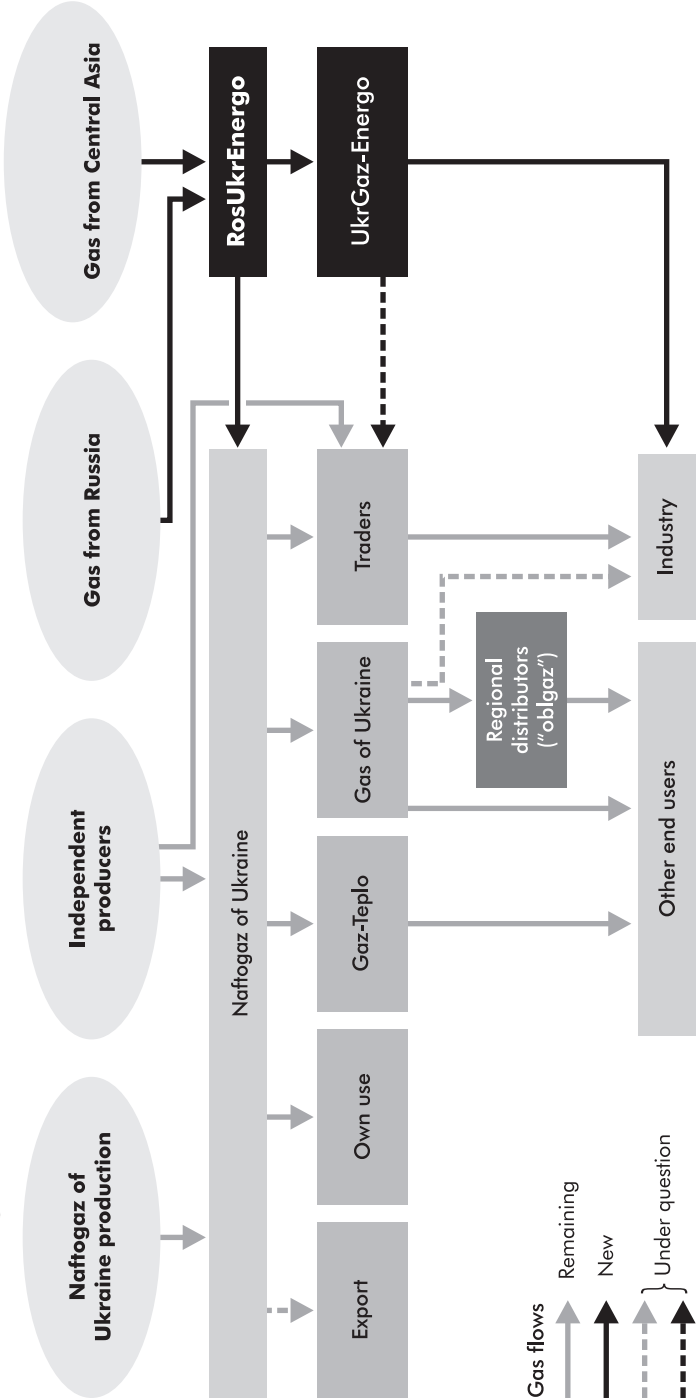 Naftogaz of
Ukraine production
Independent
producers
Gas from Russia
Gas from Central Asia
Naftogaz of Ukraine
RosUkrEnergo
Export
Own use
Gaz-Teplo
Gas of Ukraine
Traders
UkrGaz-Energo
Regional
distributors
(“oblgaz”)
Other end users
Industry
Gas flows
Remaining
New
Under question